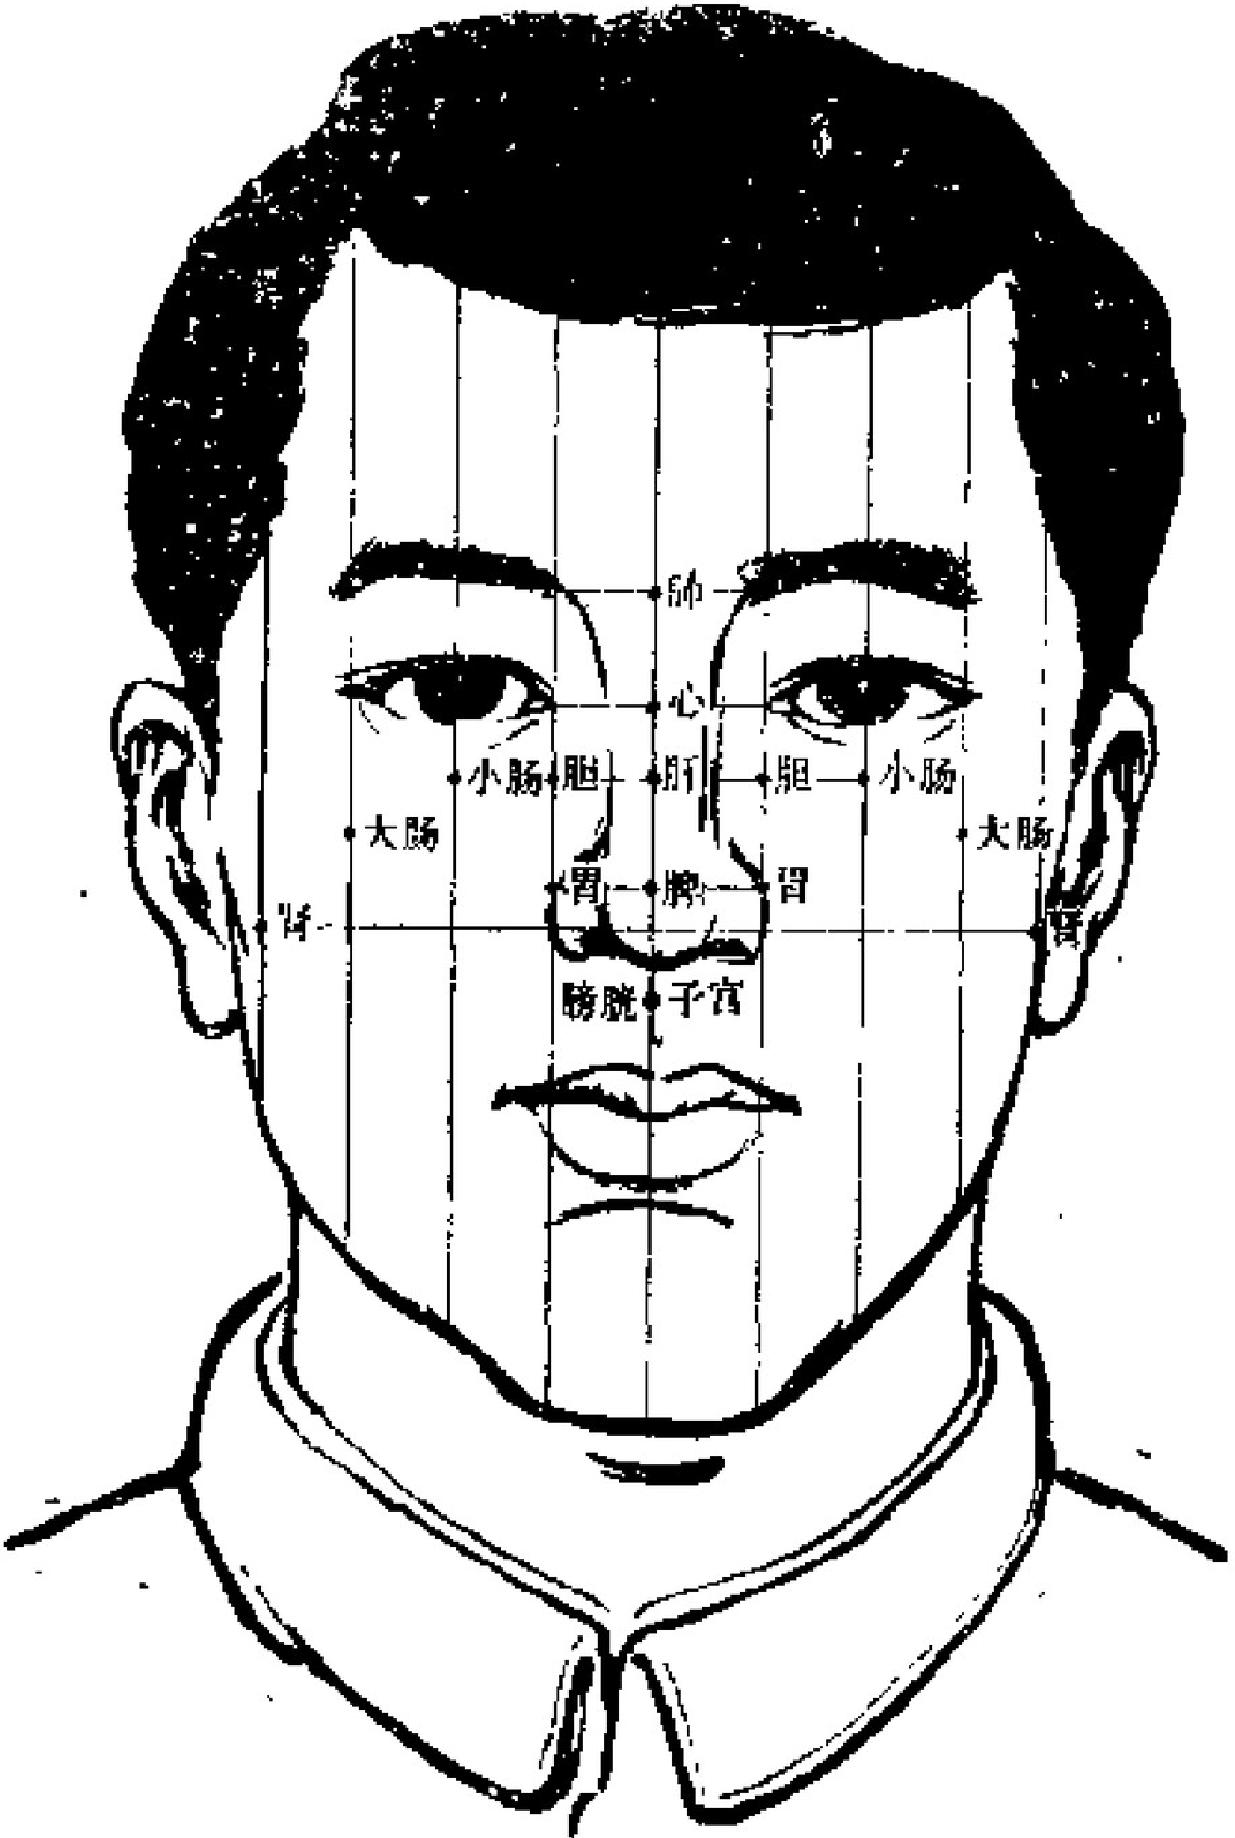 肺
心
小肠 胆 肝 胆 小肠
大肠 大肠
胃 脾 胃
肾 肾
膀胱 子宫